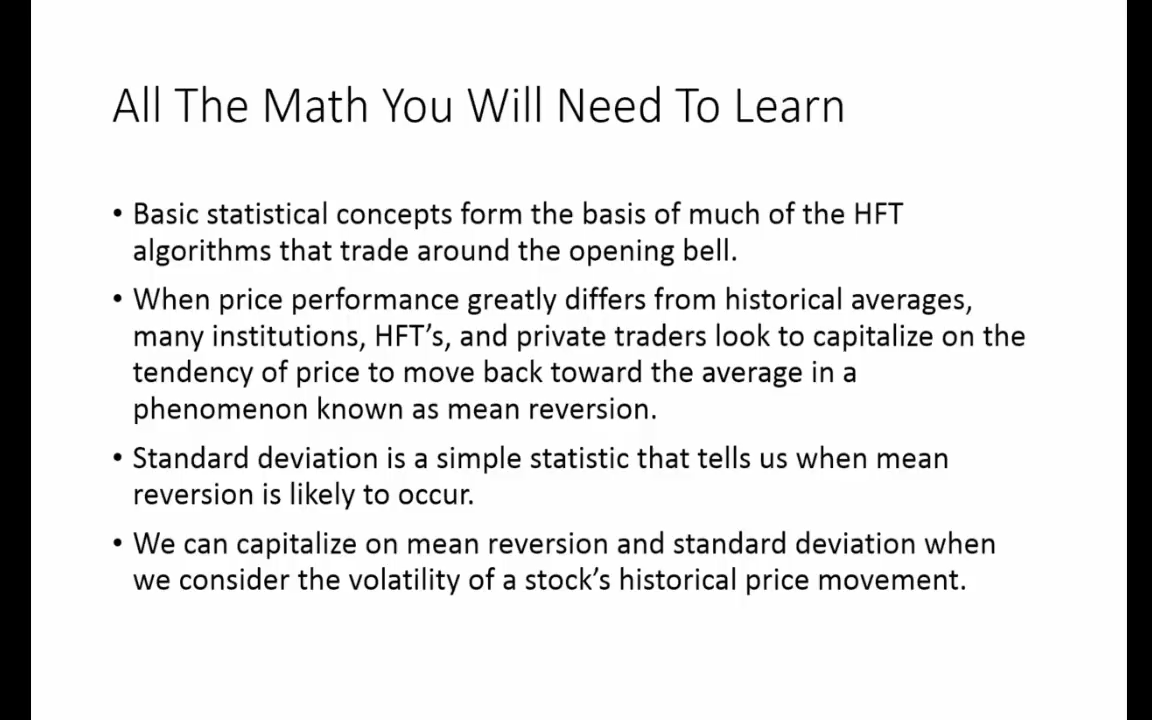 All The Math You Will Need To Learn
• Basic statistical concepts form the basis of much of the HFT
algorithms that trade around the opening bell.
• When price performance greatly differs from historical averages,
many institutions, HFT’s, and private traders look to capitalize on the
tendency of price to move back toward the average in a
phenomenon known as mean reversion.
• Standard deviation is a simple statistic that tells us when mean
reversion is likely to occur.
• We can capitalize on mean reversion and standard deviation when
we consider the volatility of a stock’s historical price movement.